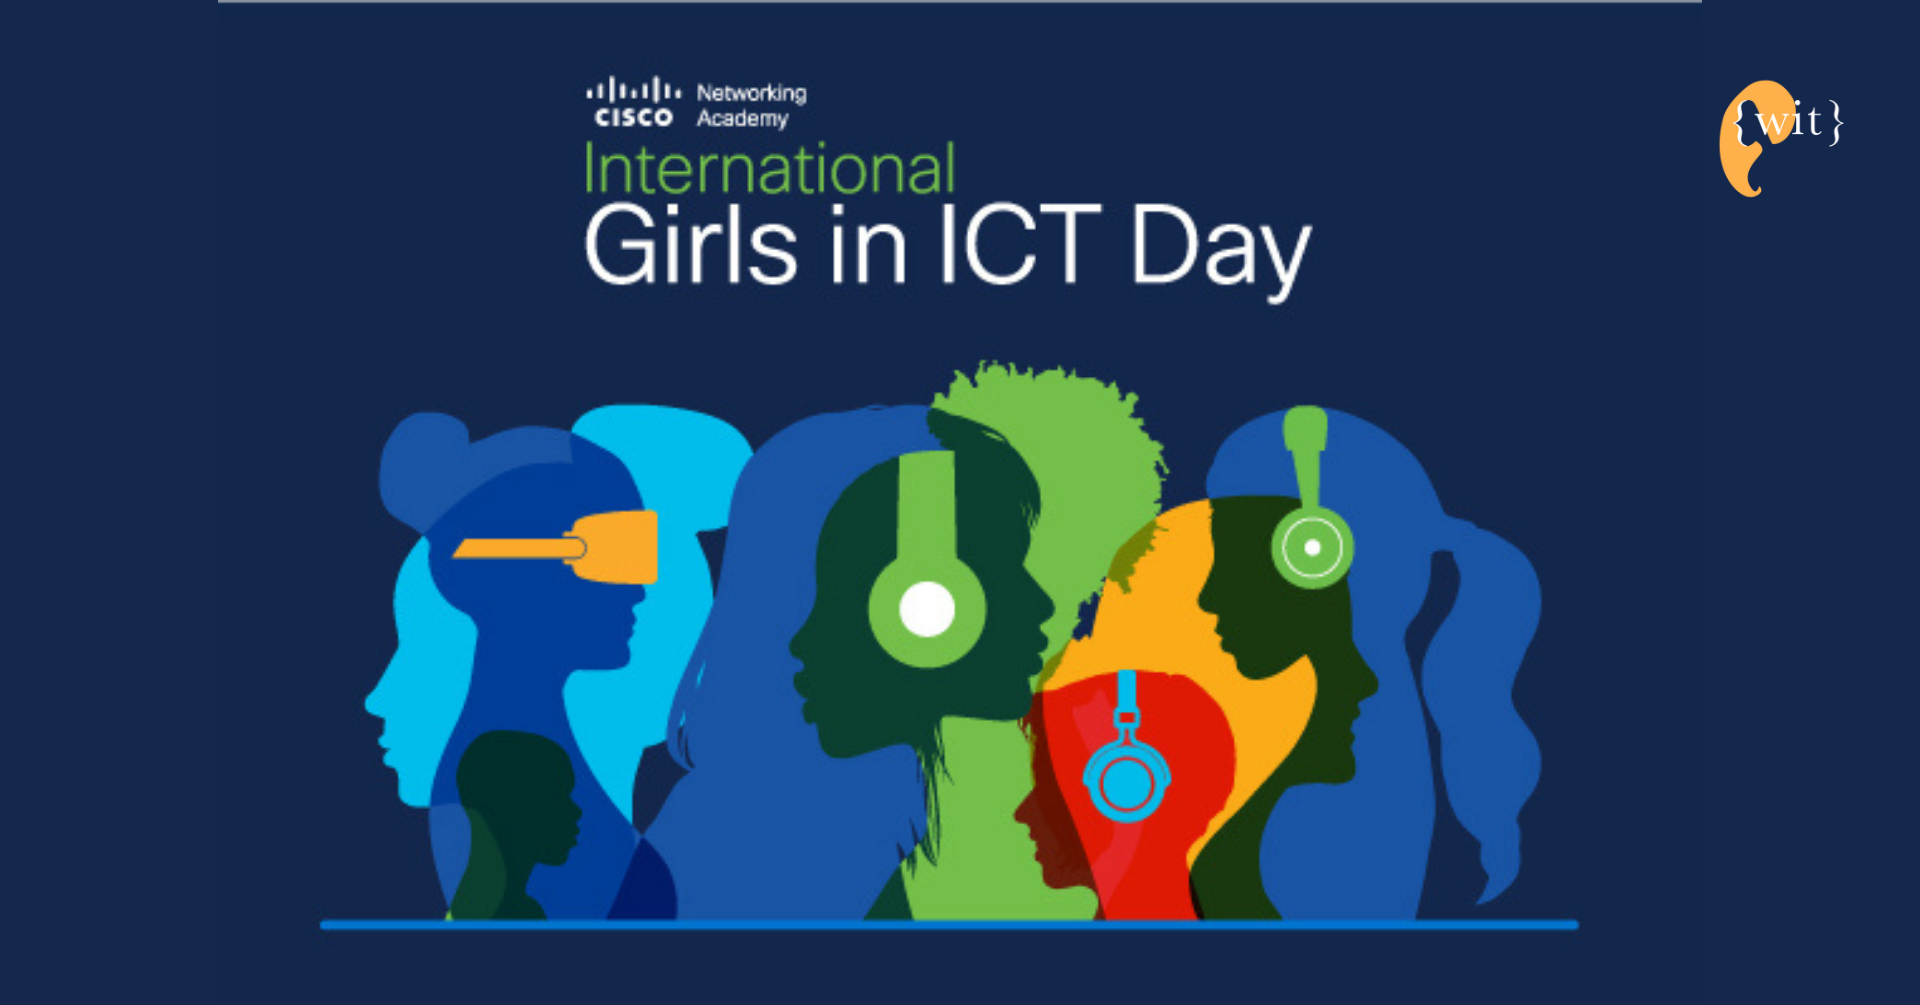 CISCO
Networking
Academy
International
Girls in ICT Day
{wit}